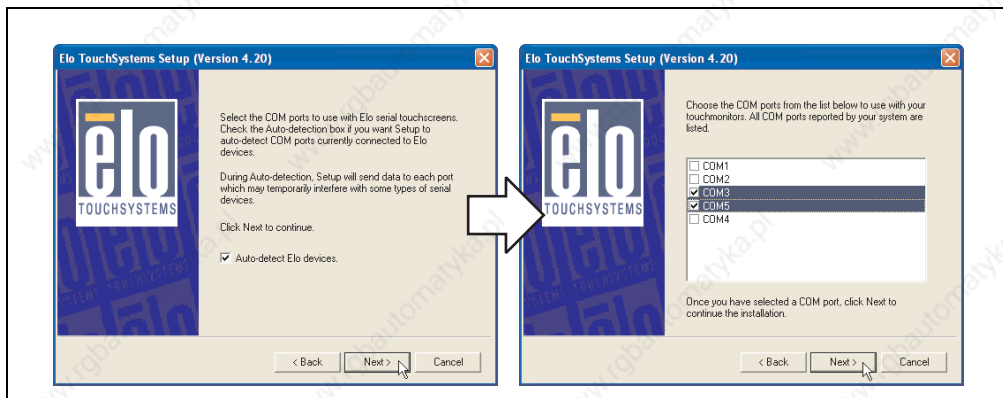 Elo TouchSystems Setup (Version 4.20)
elo
TOUCHSYSTEMS
Select the COM ports to use with Elo serial touchscreens.
Check the Auto-detection box if you want Setup to
auto-detect COM ports currently connected to Elo
devices.
During Auto-detection, Setup will send data to each port
which may temporarily interfere with some types of serial
devices.
Click Next to continue.
Auto-detect Elo devices.
< Back
Next >
Cancel
Elo TouchSystems Setup (Version 4.20)
elo
TOUCHSYSTEMS
Choose the COM ports from the list below to use with your
touchmonitors. All COM ports reported by your system are
listed.
COM1
COM2
COM3
COM5
COM4
Once you have selected a COM port, click Next to
continue the installation.
< Back
Next >
Cancel
www.rgbautomatyka.pl